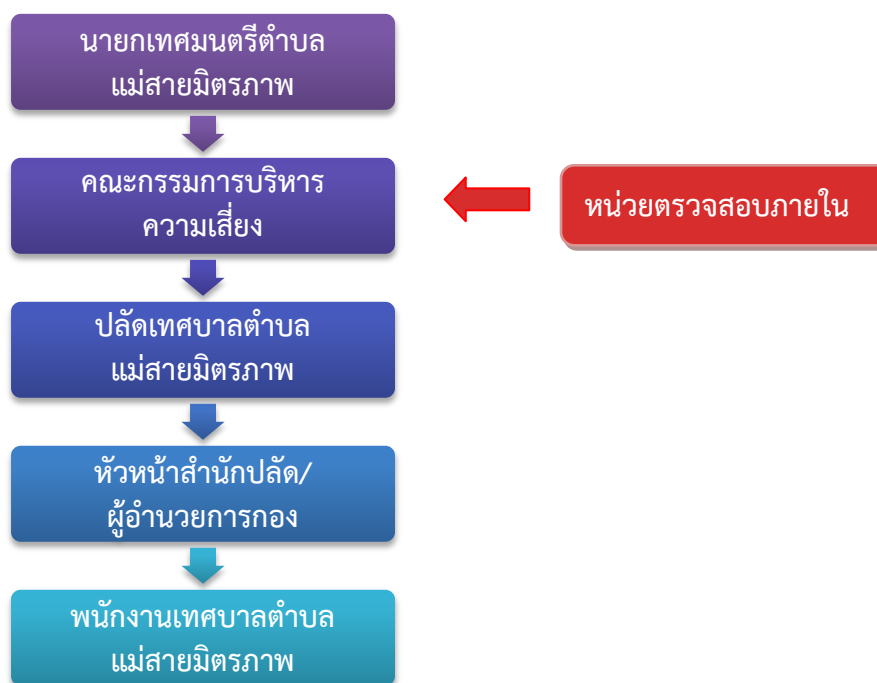 นายกเทศมนตรีตำบล
แม่สายมิตรภาพ
คณะกรรมการบริหาร
ความเสี่ยง
หน่วยตรวจสอบภายใน
ปลัดเทศบาลตำบล
แม่สายมิตรภาพ
หัวหน้าสำนักปลัด/
ผู้อำนวยการกอง
พนักงานเทศบาลตำบล
แม่สายมิตรภาพ